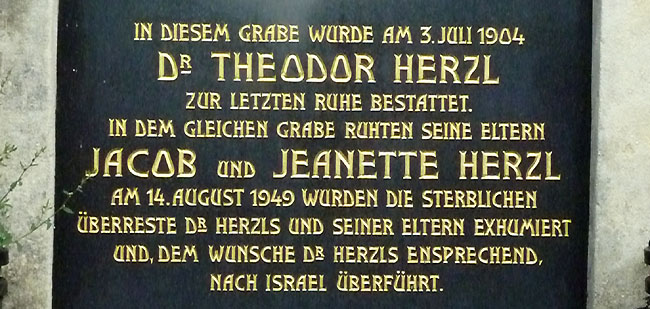 IN DIESEM GRABE WURDE AM 3. JULI 1904
DR THEODOR HERZL
ZUR LETZTEN RUHE BESTATTET.
IN DEM GLEICHEN GRABE RUHTEN SEINE ELTERN
JACOB UND JEANETTE HERZL
AM 14. AUGUST 1949 WURDEN DIE STERBLICHEN
ÜBERRESTE DR HERZLS UND SEINER ELTERN EXHUMIERT
UND, DEM WUNSCHE DR HERZLS ENSPRECHEND,
NACH ISRAEL ÜBERFÜHRT.